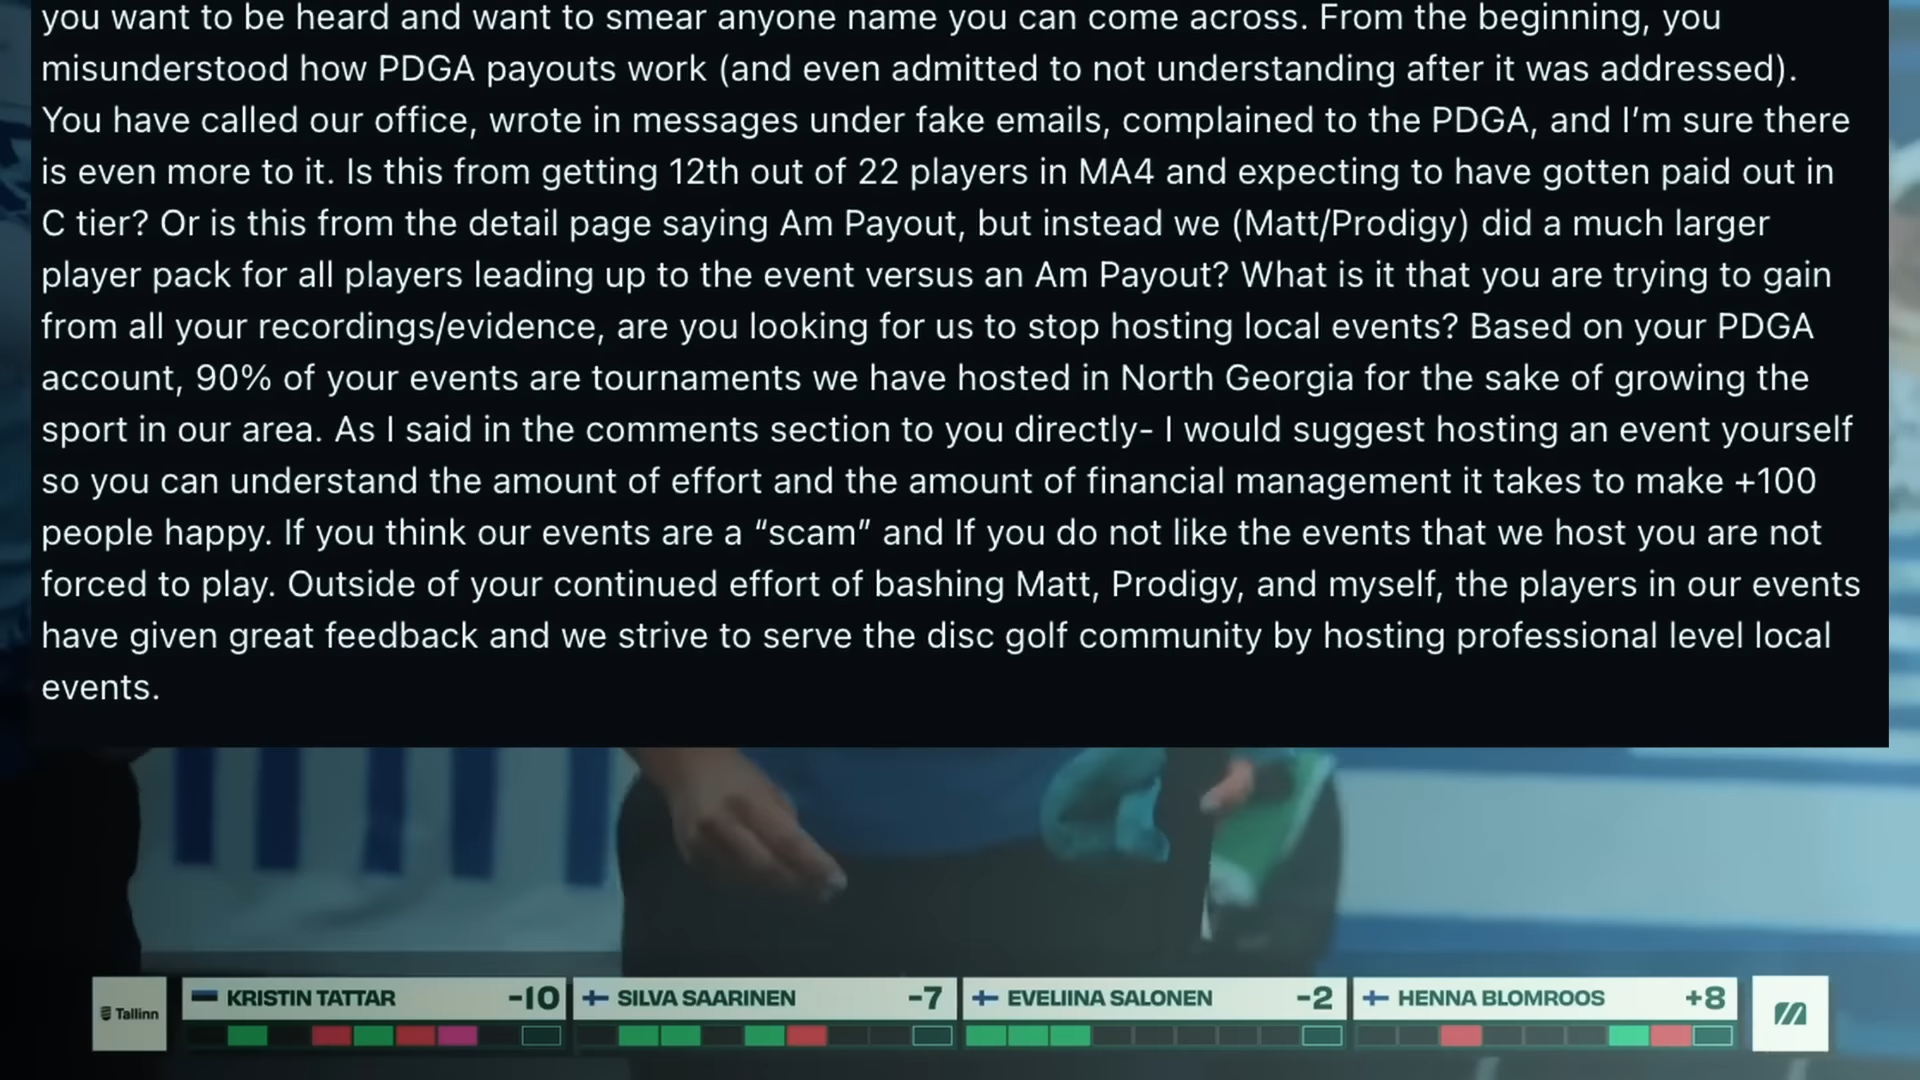 you want to be heard and want to smear anyone name you can come across. From the beginning, you
misunderstood how PDGA payouts work (and even admitted to not understanding after it was addressed).
You have called our office, wrote in messages under fake emails, complained to the PDGA, and I’m sure there
is even more to it. Is this from getting 12th out of 22 players in MA4 and expecting to have gotten paid out in
C tier? Or is this from the detail page saying Am Payout, but instead we (Matt/Prodigy) did a much larger
player pack for all players leading up to the event versus an Am Payout? What is it that you are trying to gain
from all your recordings/evidence, are you looking for us to stop hosting local events? Based on your PDGA
account, 90% of your events are tournaments we have hosted in North Georgia for the sake of growing the
sport in our area. As I said in the comments section to you directly- I would suggest hosting an event yourself
so you can understand the amount of effort and the amount of financial management it takes to make +100
people happy. If you think our events are a “scam” and If you do not like the events that we host you are not
forced to play. Outside of your continued effort of bashing Matt, Prodigy, and myself, the players in our events
have given great feedback and we strive to serve the disc golf community by hosting professional level local
events.
Tallinn KRISTIN TATTAR -10 SILVA SAARINEN -7 EVELIINA SALONEN -2 HENNA BLOMROOS +8